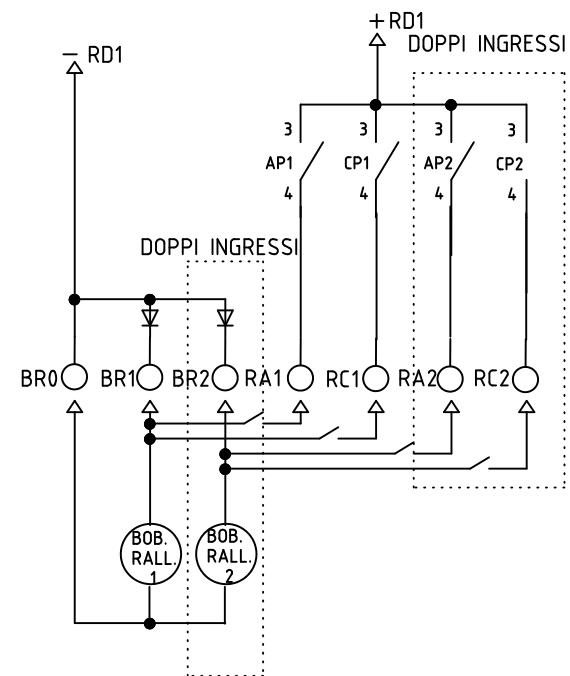 +RD1
DOPPI INGRESSI
− RD1
3
3
3
3
AP1
CP1
AP2
CP2
4
4
4
4
DOPPI INGRESSI
BR0
BR1
BR2
RA1
RC1
RA2
RC2
BOB.
RALL.
1
BOB.
RALL.
2